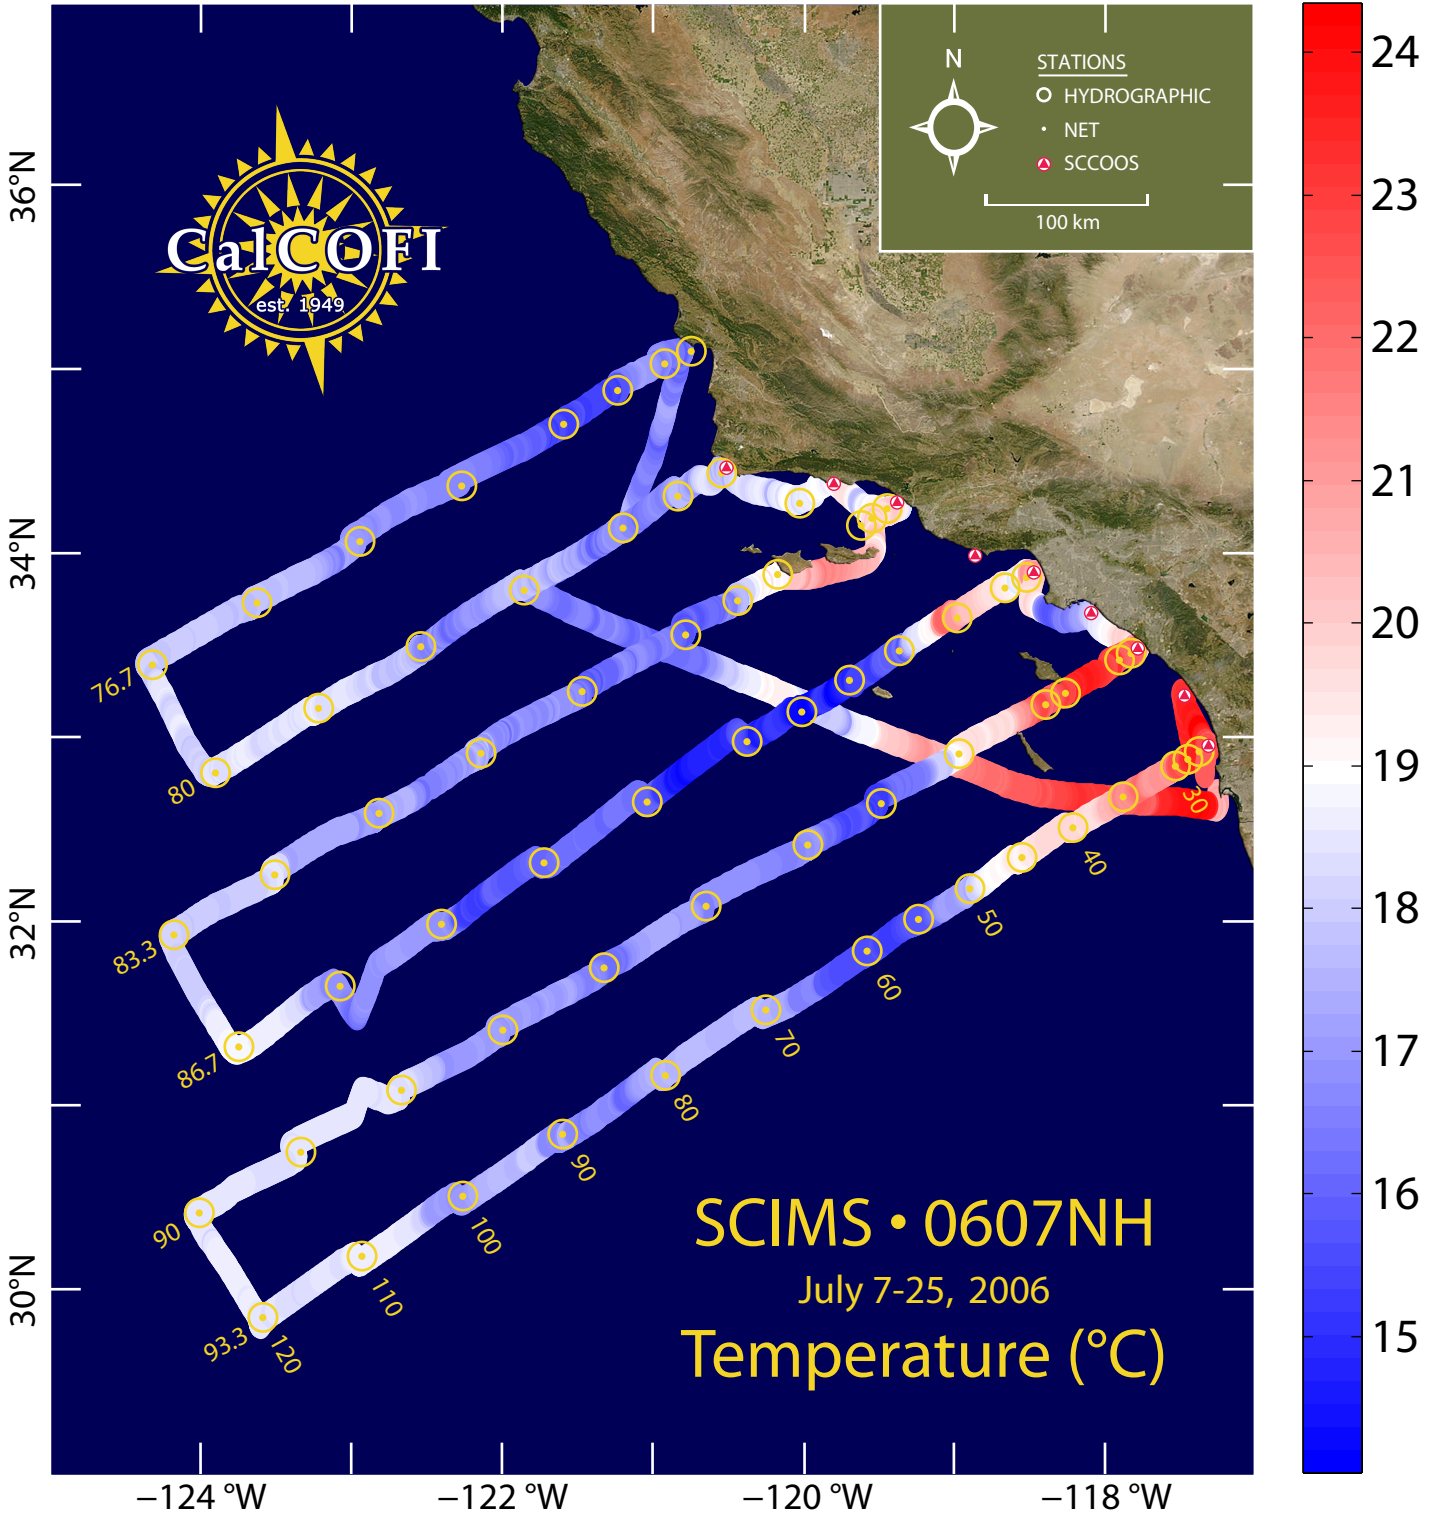 N
STATIONS
HYDROGRAPHIC
NET
SCCOOS
100 km
CalCOFI
est. 1949
24
23
22
21
20
19
18
17
16
15
36°N
34°N
32°N
30°N
76.7
80
83.3
86.7
90
93.3
30
40
50
60
70
80
90
100
110
120
SCIMS • 0607NH
July 7-25, 2006
Temperature (°C)
−124 °W
−122 °W
−120 °W
−118 °W